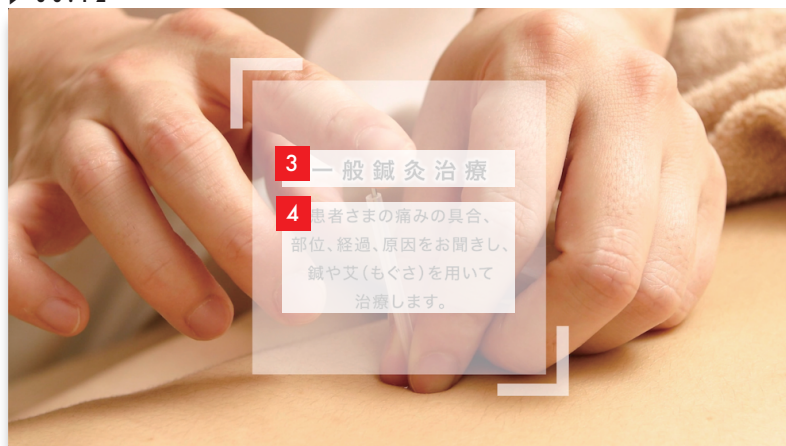 3
一般鍼灸治療
4
患者さまの痛みの具合、
部位、経過、原因をお聞きし、
鍼や艾（もぐさ）を用いて
治療します。